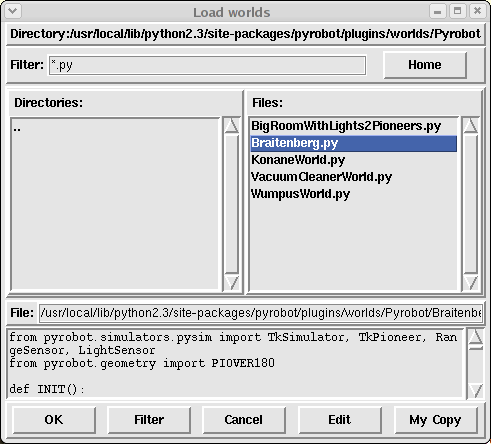 Load worlds
Directory:/usr/local/lib/python2.3/site-packages/pyrobot/plugins/worlds/Pyrobot
Filter: *.py Home
Directories: Files:
..
BigRoomWithLights2Pioneers.py
Braitenberg.py
KonaneWorld.py
VacuumCleanerWorld.py
WumpusWorld.py
File: /usr/local/lib/python2.3/site-packages/pyrobot/plugins/worlds/Pyrobot/Braitenbe
from pyrobot.simulators.pysim import TkSimulator, TkPioneer, Ran
geSensor, LightSensor
from pyrobot.geometry import PIOVER180
def INIT():
OK Filter Cancel Edit My Copy